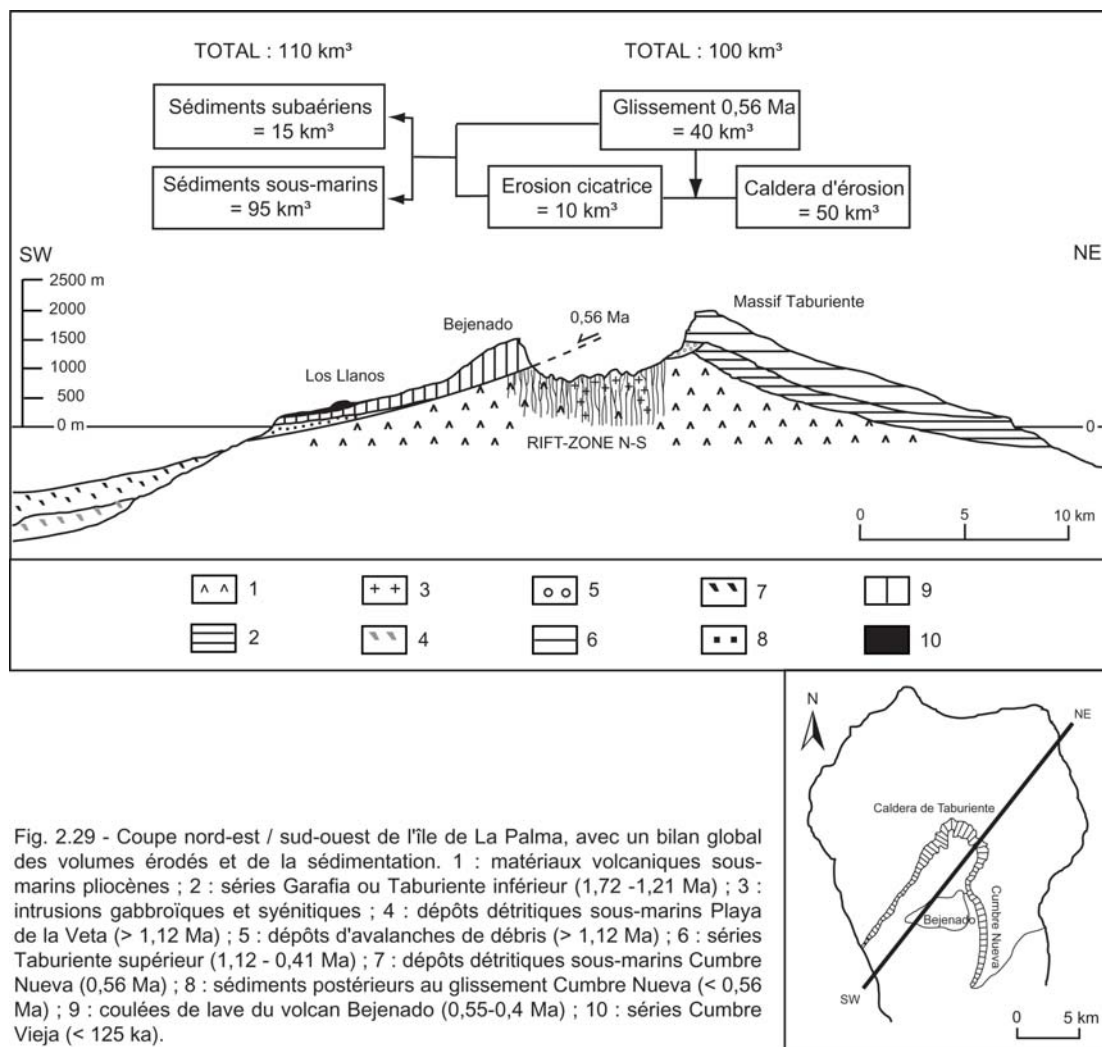 TOTAL : 110 km³
TOTAL : 100 km³
Sédiments subaériens
= 15 km³
Glissement 0,56 Ma
= 40 km³
Sédiments sous-marins
= 95 km³
Erosion cicatrice
= 10 km³
Caldera d'érosion
= 50 km³
SW
NE
2500 m
2000
1500
1000
500
0 m
Massif Taburiente
0,56 Ma
Bejenado
Los Llanos
0
RIFT-ZONE N-S
0
5
10 km
1
3
5
7
9
2
4
6
8
10
N
NE
Caldera de Taburiente
Bejenado
Cumbre Nueva
SW
0
5 km
Fig. 2.29 - Coupe nord-est / sud-ouest de l'île de La Palma, avec un bilan global
des volumes érodés et de la sédimentation. 1 : matériaux volcaniques sous-
marins pliocènes ; 2 : séries Garafia ou Taburiente inférieur (1,72 -1,21 Ma) ; 3 :
intrusions gabbroïques et syénitiques ; 4 : dépôts détritiques sous-marins Playa
de la Veta (> 1,12 Ma) ; 5 : dépôts d'avalanches de débris (> 1,12 Ma) ; 6 : séries
Taburiente supérieur (1,12 - 0,41 Ma) ; 7 : dépôts détritiques sous-marins Cumbre
Nueva (0,56 Ma) ; 8 : sédiments postérieurs au glissement Cumbre Nueva (< 0,56
Ma) ; 9 : coulées de lave du volcan Bejenado (0,55-0,4 Ma) ; 10 : séries Cumbre
Vieja (< 125 ka).